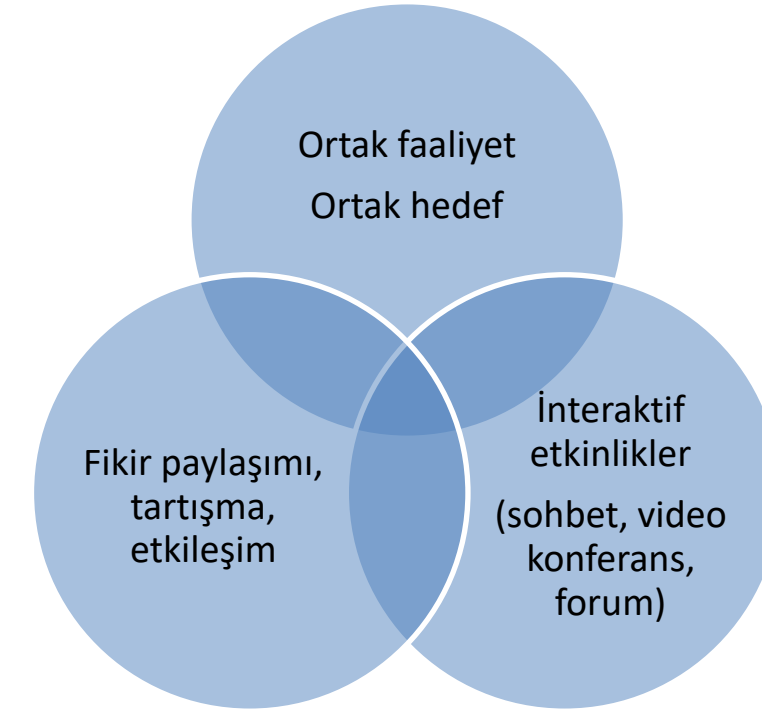 Ortak faaliyet
Ortak hedef
Fikir paylaşımı,
tartışma,
etkileşim
İnteraktif
etkinlikler
(sohbet, video
konferans,
forum)